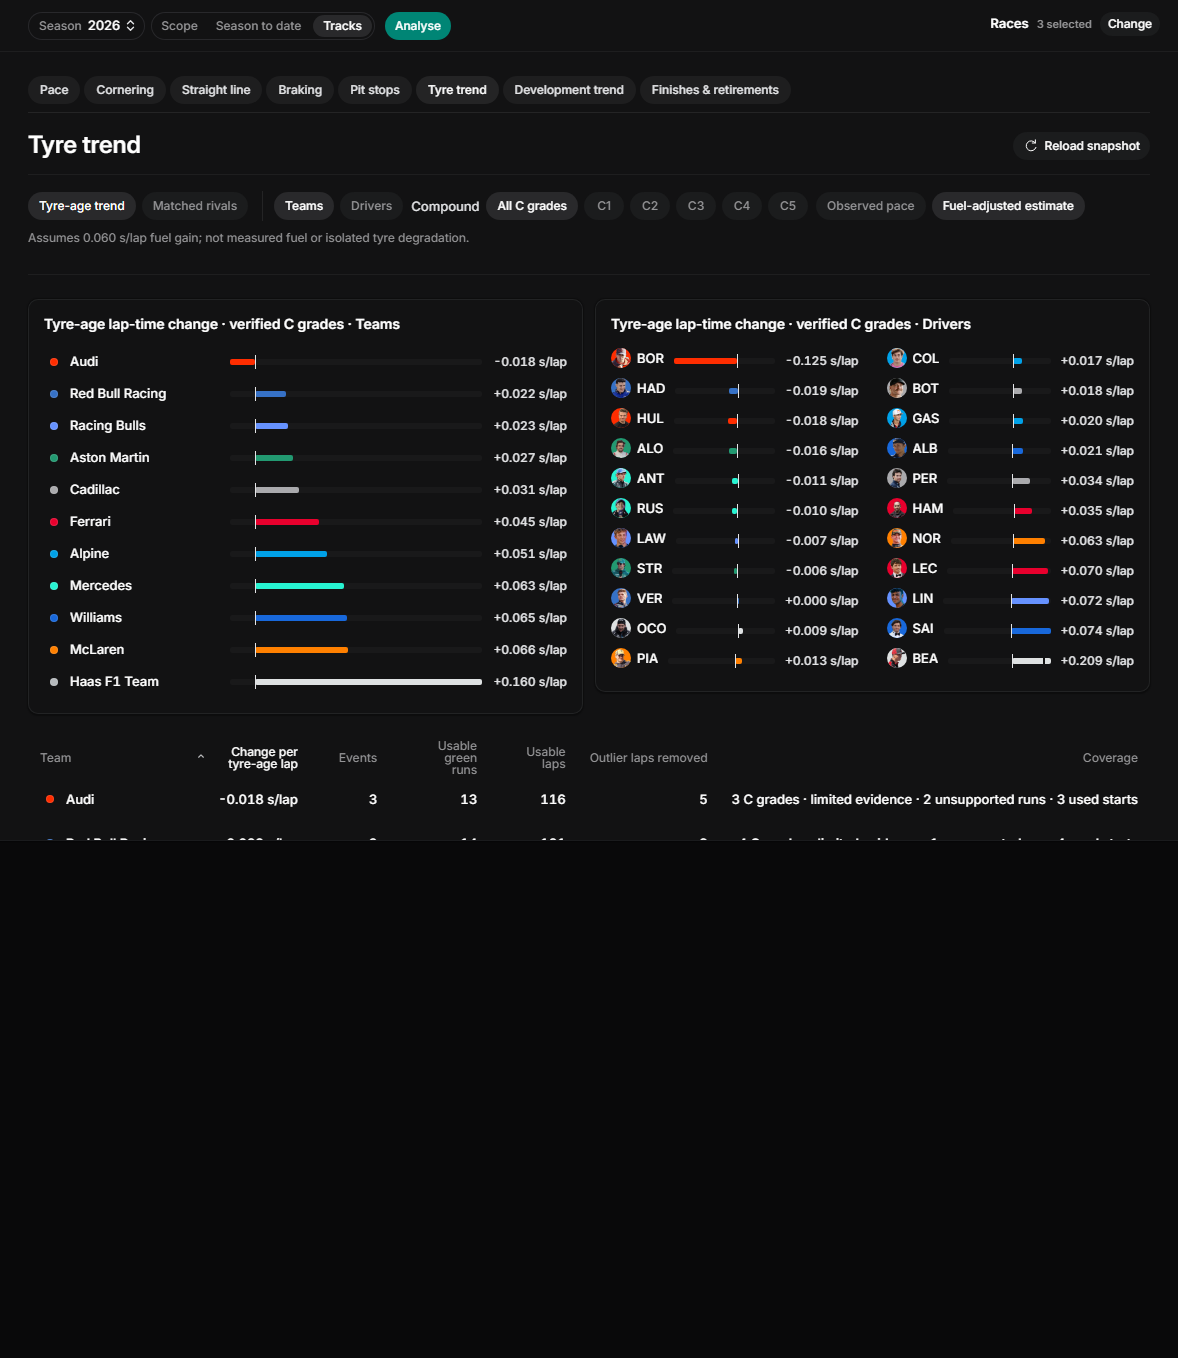 Season 2026
Scope Season to date Tracks
Analyse
Races 3 selected Change
Pace Cornering Straight line Braking Pit stops Tyre trend Development trend Finishes & retirements
Tyre trend
Reload snapshot
Tyre-age trend Matched rivals Teams Drivers Compound All C grades C1 C2 C3 C4 C5 Observed pace Fuel-adjusted estimate
Assumes 0.060 s/lap fuel gain; not measured fuel or isolated tyre degradation.
Tyre-age lap-time change · verified C grades · Teams
Audi -0.018 s/lap
Red Bull Racing +0.022 s/lap
Racing Bulls +0.023 s/lap
Aston Martin +0.027 s/lap
Cadillac +0.031 s/lap
Ferrari +0.045 s/lap
Alpine +0.051 s/lap
Mercedes +0.063 s/lap
Williams +0.065 s/lap
McLaren +0.066 s/lap
Haas F1 Team +0.160 s/lap
Tyre-age lap-time change · verified C grades · Drivers
BOR -0.125 s/lap
HAD -0.019 s/lap
HUL -0.018 s/lap
ALO -0.016 s/lap
ANT -0.011 s/lap
RUS -0.010 s/lap
LAW -0.007 s/lap
STR -0.006 s/lap
VER +0.000 s/lap
OCO +0.009 s/lap
PIA +0.013 s/lap
COL +0.017 s/lap
BOT +0.018 s/lap
GAS +0.020 s/lap
ALB +0.021 s/lap
PER +0.034 s/lap
HAM +0.035 s/lap
NOR +0.063 s/lap
LEC +0.070 s/lap
LIN +0.072 s/lap
SAI +0.074 s/lap
BEA +0.209 s/lap
Team
Change per
tyre-age lap
Events
Usable
green
runs
Usable
laps
Outlier laps removed
Coverage
Audi -0.018 s/lap 3 13 116 5 3 C grades · limited evidence · 2 unsupported runs · 3 used starts